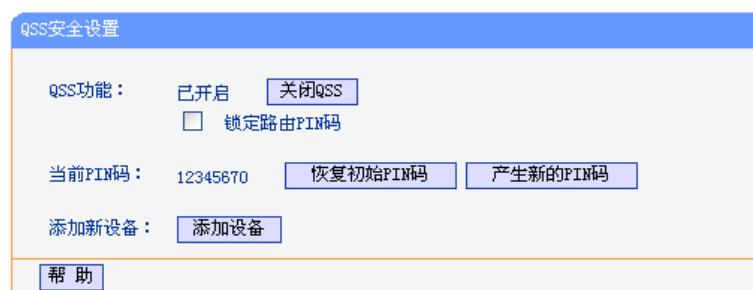 QSS安全设置
QSS功能： 已开启 关闭QSS
锁定路由PIN码
当前PIN码： 12345670 恢复初始PIN码 产生新的PIN码
添加新设备： 添加设备
帮 助